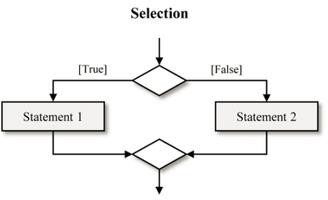 Selection
[True] [False]
Statement 1 Statement 2